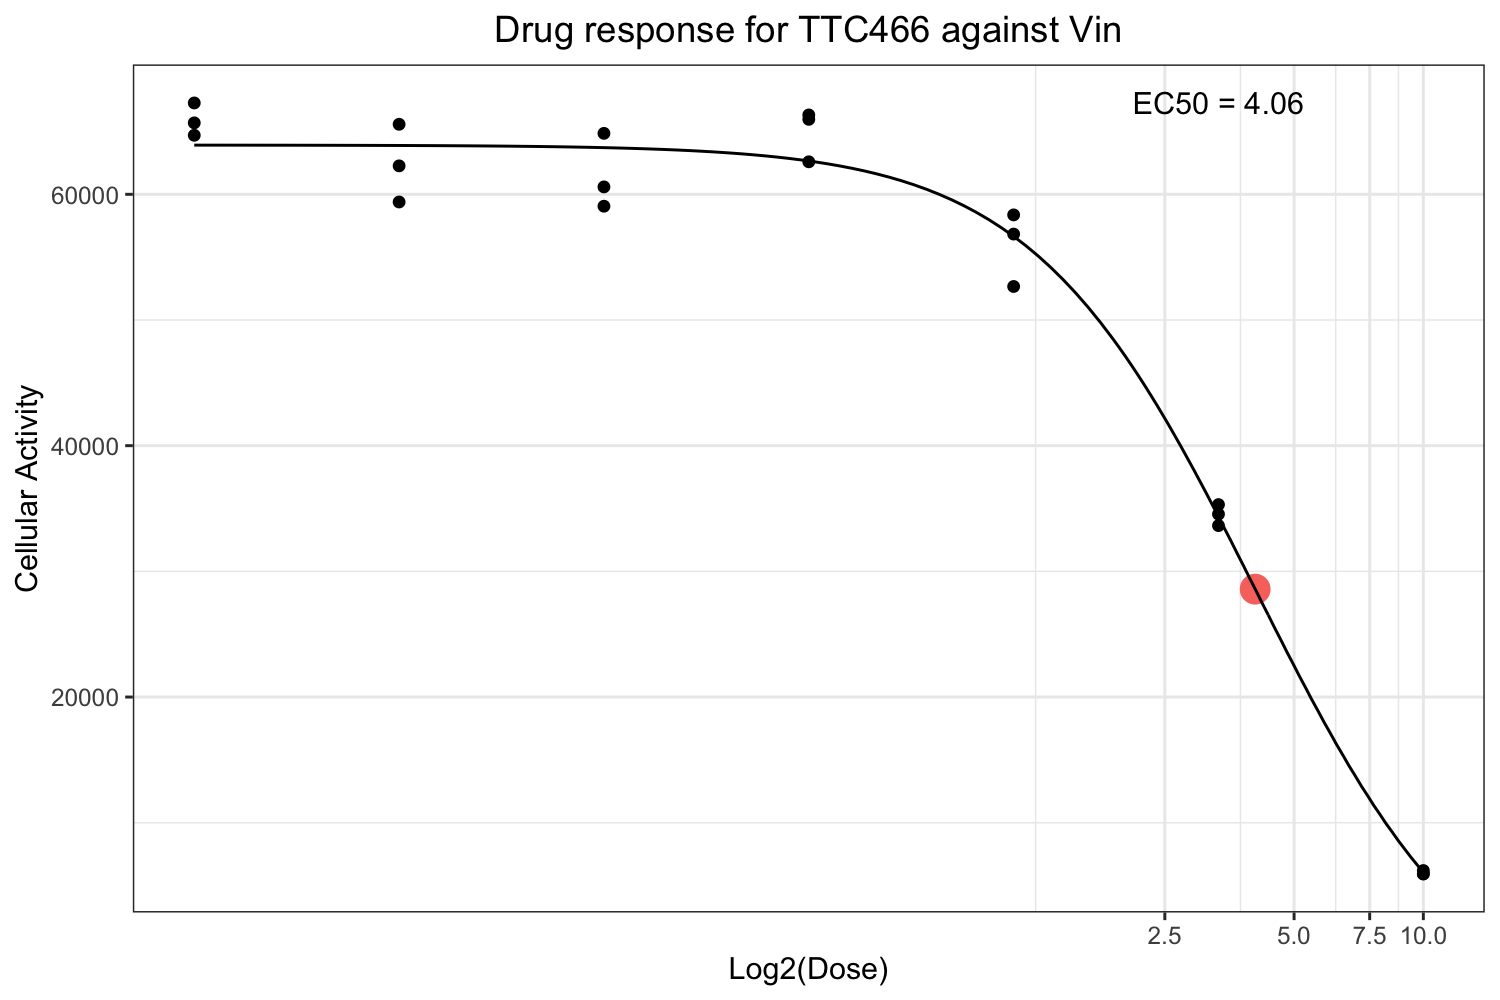 Drug response for TTC466 against Vin
EC50 = 4.06
Cellular Activity
60000
40000
20000
2.5 5.0 7.5 10.0
Log2(Dose)